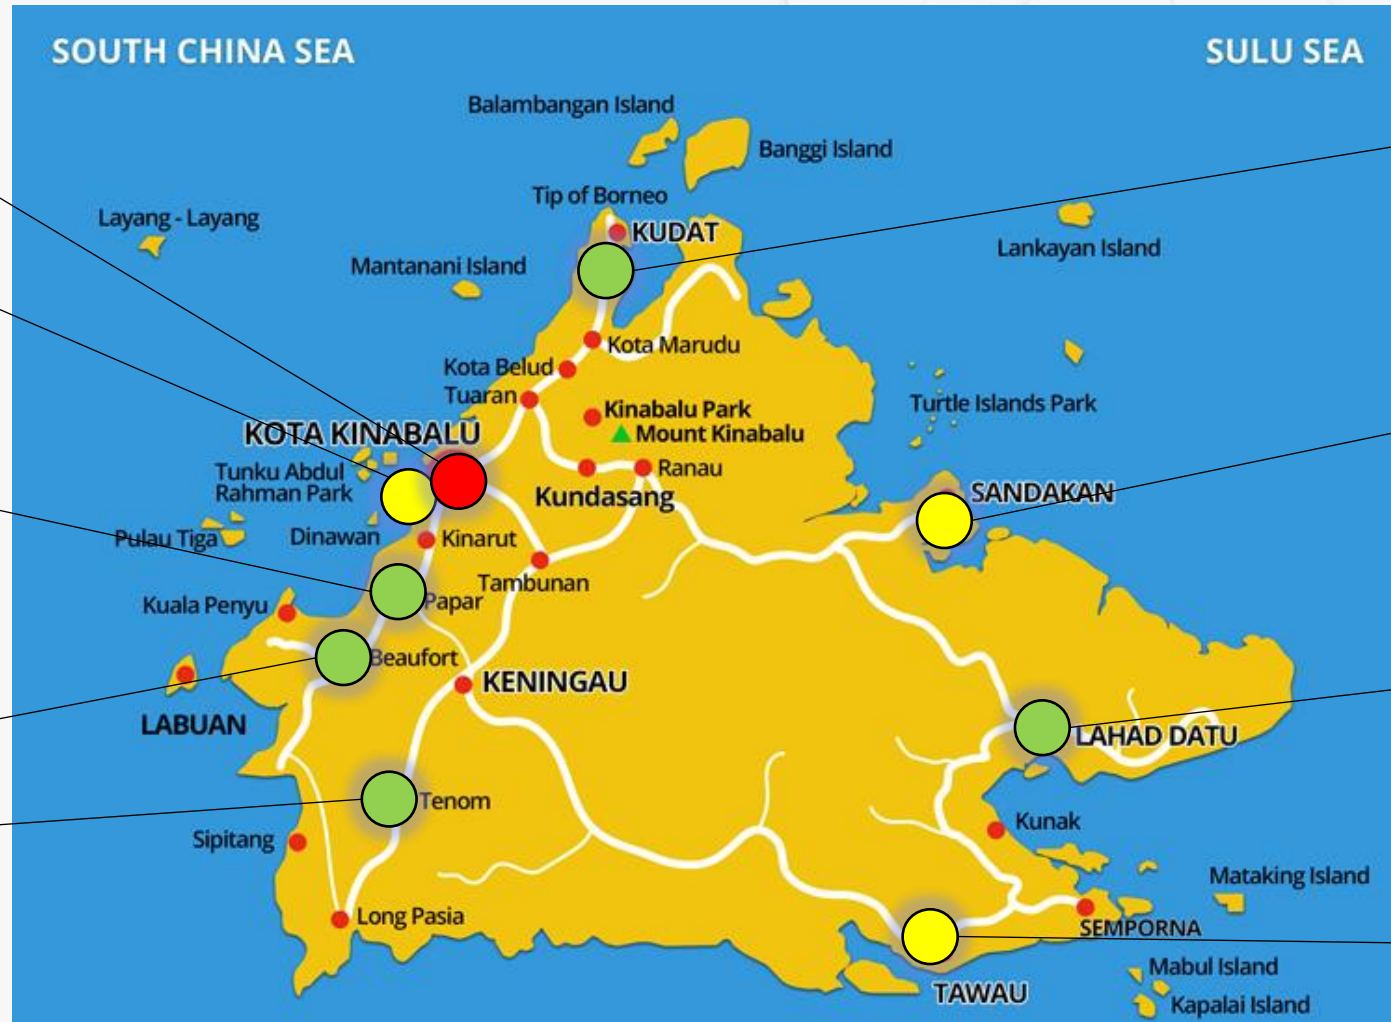 SOUTH CHINA SEA
SULU SEA
Balambangan Island
Banggi Island
Tip of Borneo
Layang - Layang
KUDAT
Lankayan Island
Mantanani Island
Kota Marudu
Kota Belud
Tuaran
Turtle Islands Park
Kinabalu Park
Mount Kinabalu
KOTA KINABALU
Tunku Abdul
Rahman Park
Ranau
Kundasang
SANDAKAN
Pulau Tiga
Dinawan
Kinarut
Tambunan
Kuala Penyu
Papar
Beaufort
KENINGAU
LABUAN
LAHAD DATU
Tenom
Kunak
Sipitang
Mataking Island
Long Pasia
SEMPORNA
Mabul Island
TAWAU
Kapalai Island